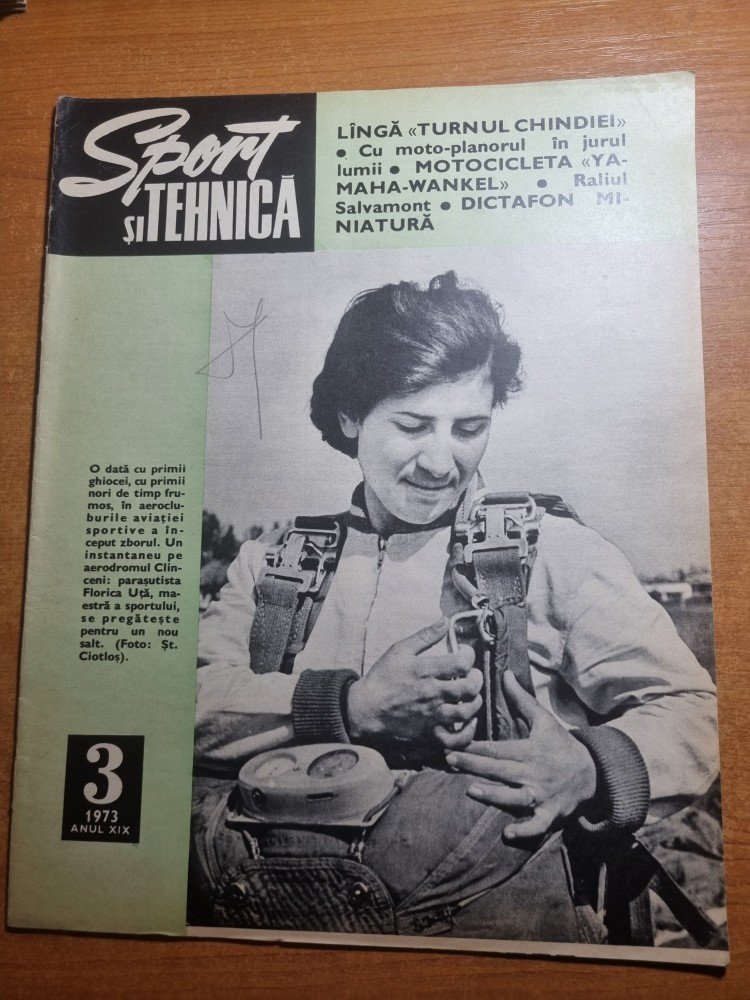 Sport
și TEHNICĂ
LÎNGĂ «TURNUL CHINDIEI»
• Cu moto-planorul în jurul
lumii • MOTOCICLETA «YA-
MAHA-WANKEL» • Raliul
Salvamont • DICTAFON MI-
NIATURĂ
O dată cu primii
ghiocei, cu primii
nori de timp fru-
mos, în aeroclu-
burile aviației
sportive a în-
ceput zborul. Un
instantaneu pe
aerodromul Clin-
ceni: parașutista
Florica Uță, ma-
estră a sportului,
se pregătește
pentru un nou
salt. (Foto: Șt.
Ciotloș).
3
1973
ANUL XIX